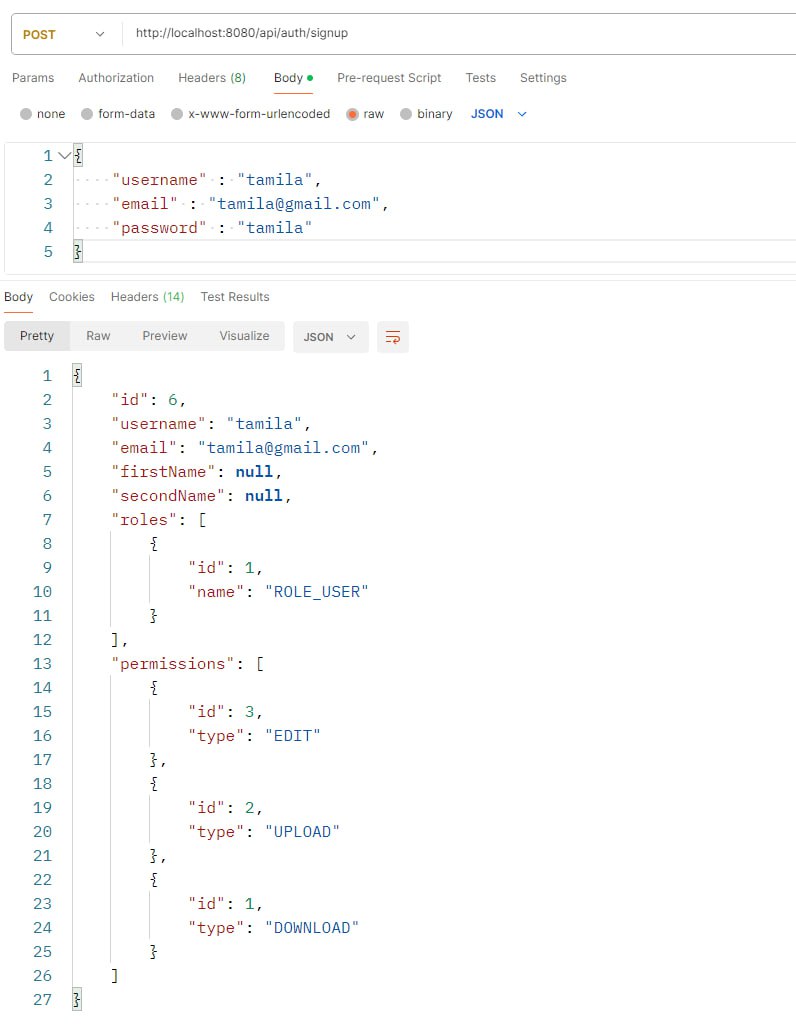 POST http://localhost:8080/api/auth/signup
Params Authorization Headers (8) Body Pre-request Script Tests Settings
none form-data x-www-form-urlencoded raw binary JSON
1 {
2 "username" : "tamila",
3 "email" : "tamila@gmail.com",
4 "password" : "tamila"
5 }
Body Cookies Headers (14) Test Results
Pretty Raw Preview Visualize JSON
1 {
2 "id": 6,
3 "username": "tamila",
4 "email": "tamila@gmail.com",
5 "firstName": null,
6 "secondName": null,
7 "roles": [
8 {
9 "id": 1,
10 "name": "ROLE_USER"
11 }
12 ],
13 "permissions": [
14 {
15 "id": 3,
16 "type": "EDIT"
17 },
18 {
19 "id": 2,
20 "type": "UPLOAD"
21 },
22 {
23 "id": 1,
24 "type": "DOWNLOAD"
25 }
26 ]
27 }